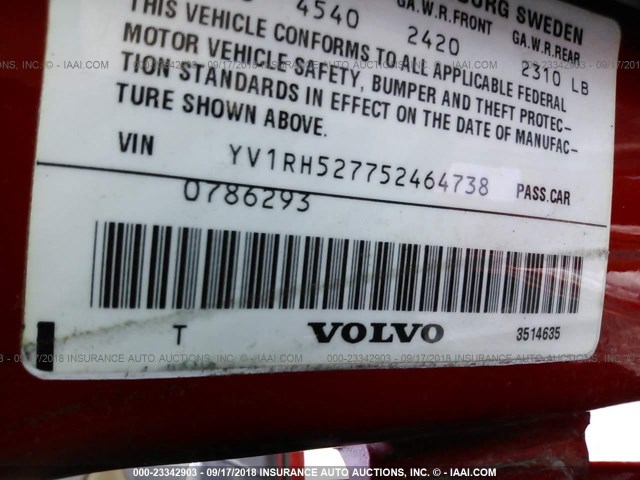 BORG SWEDEN
4540 GA.W.R.FRONT GA.W.R.REAR
2420 2310 LB
THIS VEHICLE CONFORMS TO ALL APPLICABLE FEDERAL
MOTOR VEHICLE SAFETY, BUMPER AND THEFT PROTEC-
TION STANDARDS IN EFFECT ON THE DATE OF MANUFAC-
TURE SHOWN ABOVE.
VIN YV1RH527752464738 PASS.CAR
0786293
T VOLVO 3514635
000-23342903 - 09/17/2018 INSURANCE AUTO AUCTIONS, INC. - © - IAAI.COM